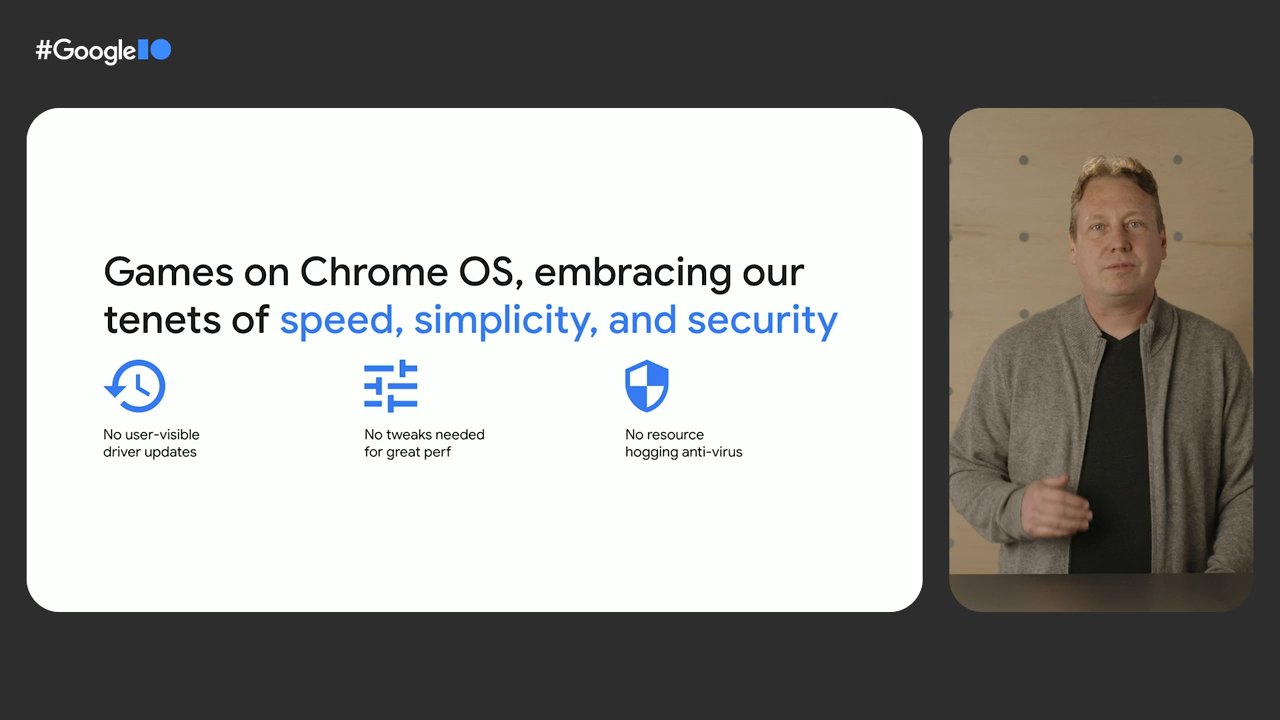 #GoogleIO
Games on Chrome OS, embracing our
tenets of speed, simplicity, and security
No user-visible
driver updates
No tweaks needed
for great perf
No resource
hogging anti-virus